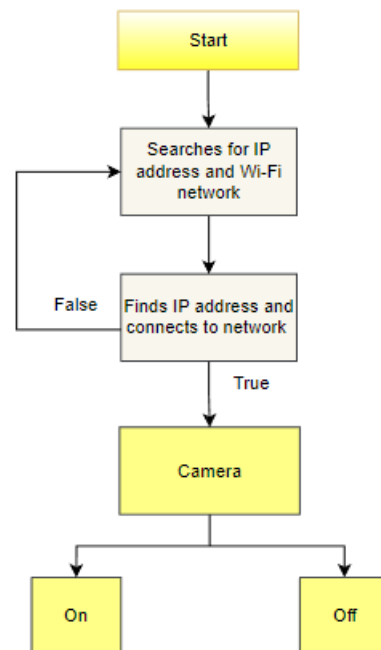 Start
Searches for IP
address and Wi-Fi
network
False
Finds IP address and
connects to network
True
Camera
On
Off